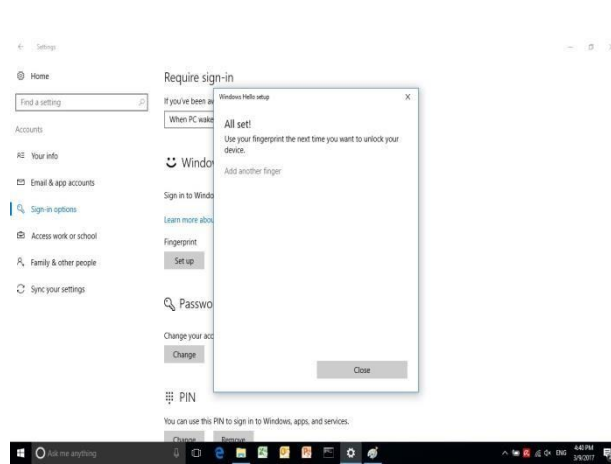 Settings
Home
Find a setting
Accounts
Your info
Email & app accounts
Sign-in options
Access work or school
Family & other people
Sync your settings
Require sign-in
If you've been aw
When PC wake
Windo
Sign in to Windo
Learn more abou
Fingerprint
Set up
Passwo
Change your acc
Change
PIN
You can use this PIN to sign in to Windows, apps, and services.
Change Remove
Windows Hello setup
All set!
Use your fingerprint the next time you want to unlock your
device.
Add another finger
Close
Ask me anything
ENG
4:40 PM
3/9/2017